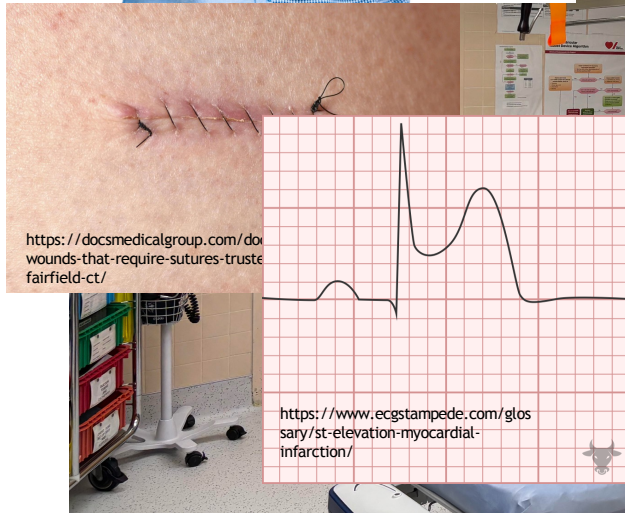 https://docsmedicalgroup.com/do
wounds-that-require-sutures-truste
fairfield-ct/
https://www.ecgstampede.com/glos
sary/st-elevation-myocardial-
infarction/